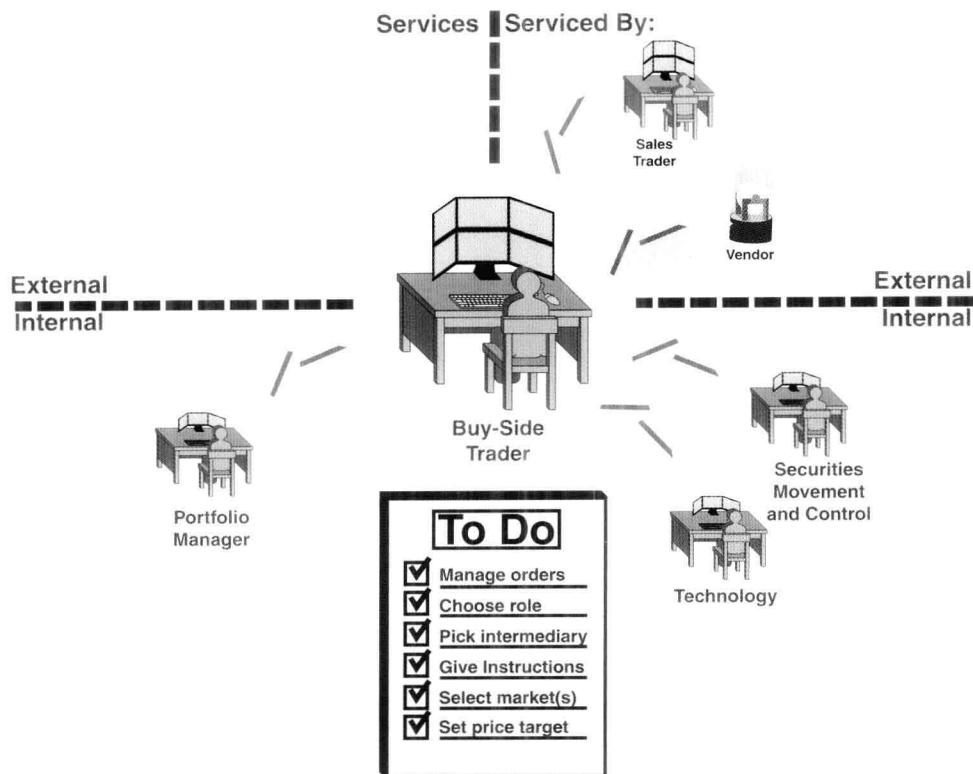 Services
Serviced By:
Sales
Trader
Vendor
External
External
Internal
Internal
Buy-Side
Trader
Portfolio
Manager
Securities
Movement
and Control
Technology
To Do
Manage orders
Choose role
Pick intermediary
Give Instructions
Select market(s)
Set price target